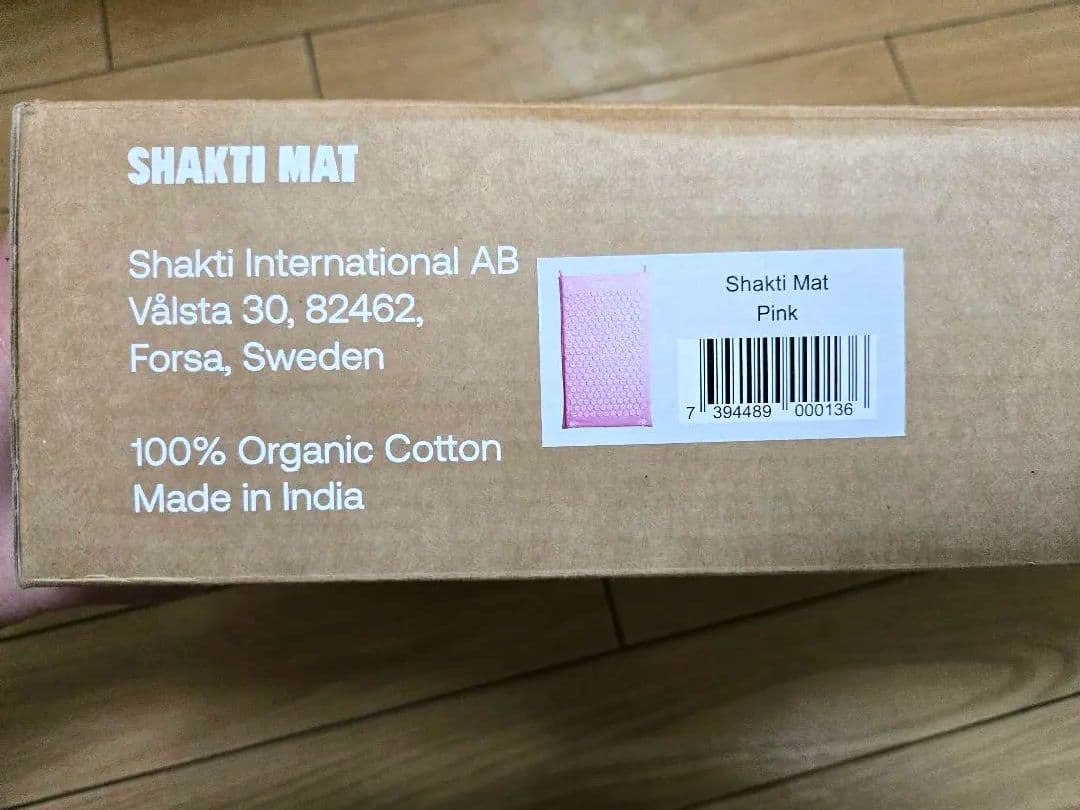 SHAKTI MAT
Shakti International AB
Vålsta 30, 82462,
Forsa, Sweden
100% Organic Cotton
Made in India
Shakti Mat
Pink
7 394489 000136